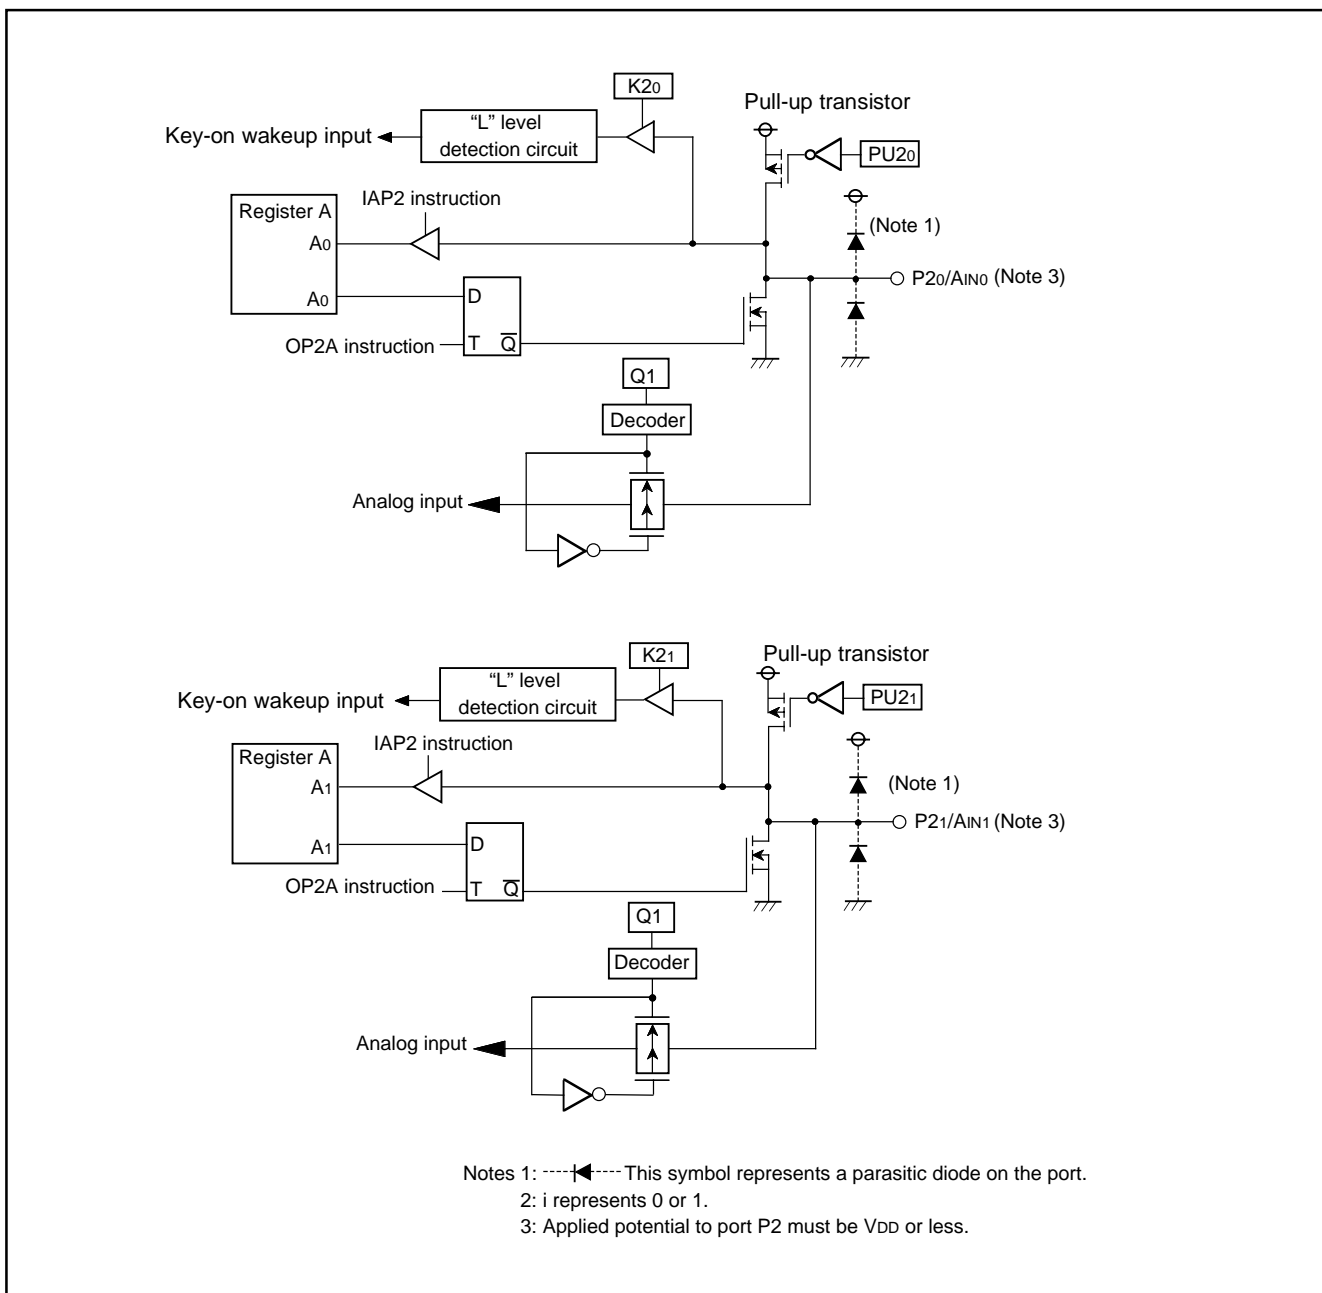 K20
Pull-up transistor
Key-on wakeup input
“L” level
detection circuit
PU20
IAP2 instruction
Register A
A0
(Note 1)
P20/AIN0 (Note 3)
A0
D
OP2A instruction
T Q̅
Q1
Decoder
Analog input
K21
Pull-up transistor
Key-on wakeup input
“L” level
detection circuit
PU21
IAP2 instruction
Register A
A1
(Note 1)
P21/AIN1 (Note 3)
A1
D
OP2A instruction
T Q̅
Q1
Decoder
Analog input
Notes 1: This symbol represents a parasitic diode on the port.
2: i represents 0 or 1.
3: Applied potential to port P2 must be VDD or less.